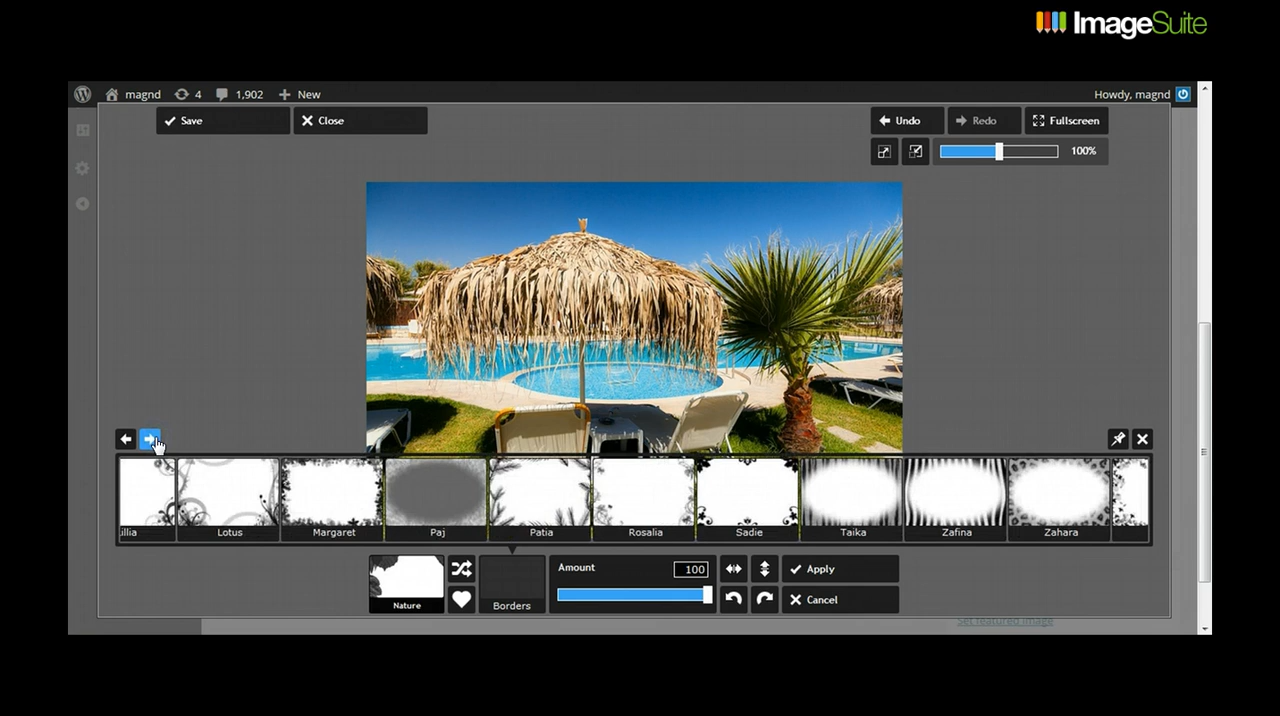 ImageSuite
magnd 4 1,902 New Howdy, magnd
Save Close Undo Redo Fullscreen
100%
illia Lotus Margaret Paj Patia Rosalia Sadie Taika Zafina Zahara
Nature Borders Amount 100 Apply
Cancel
Set featured image